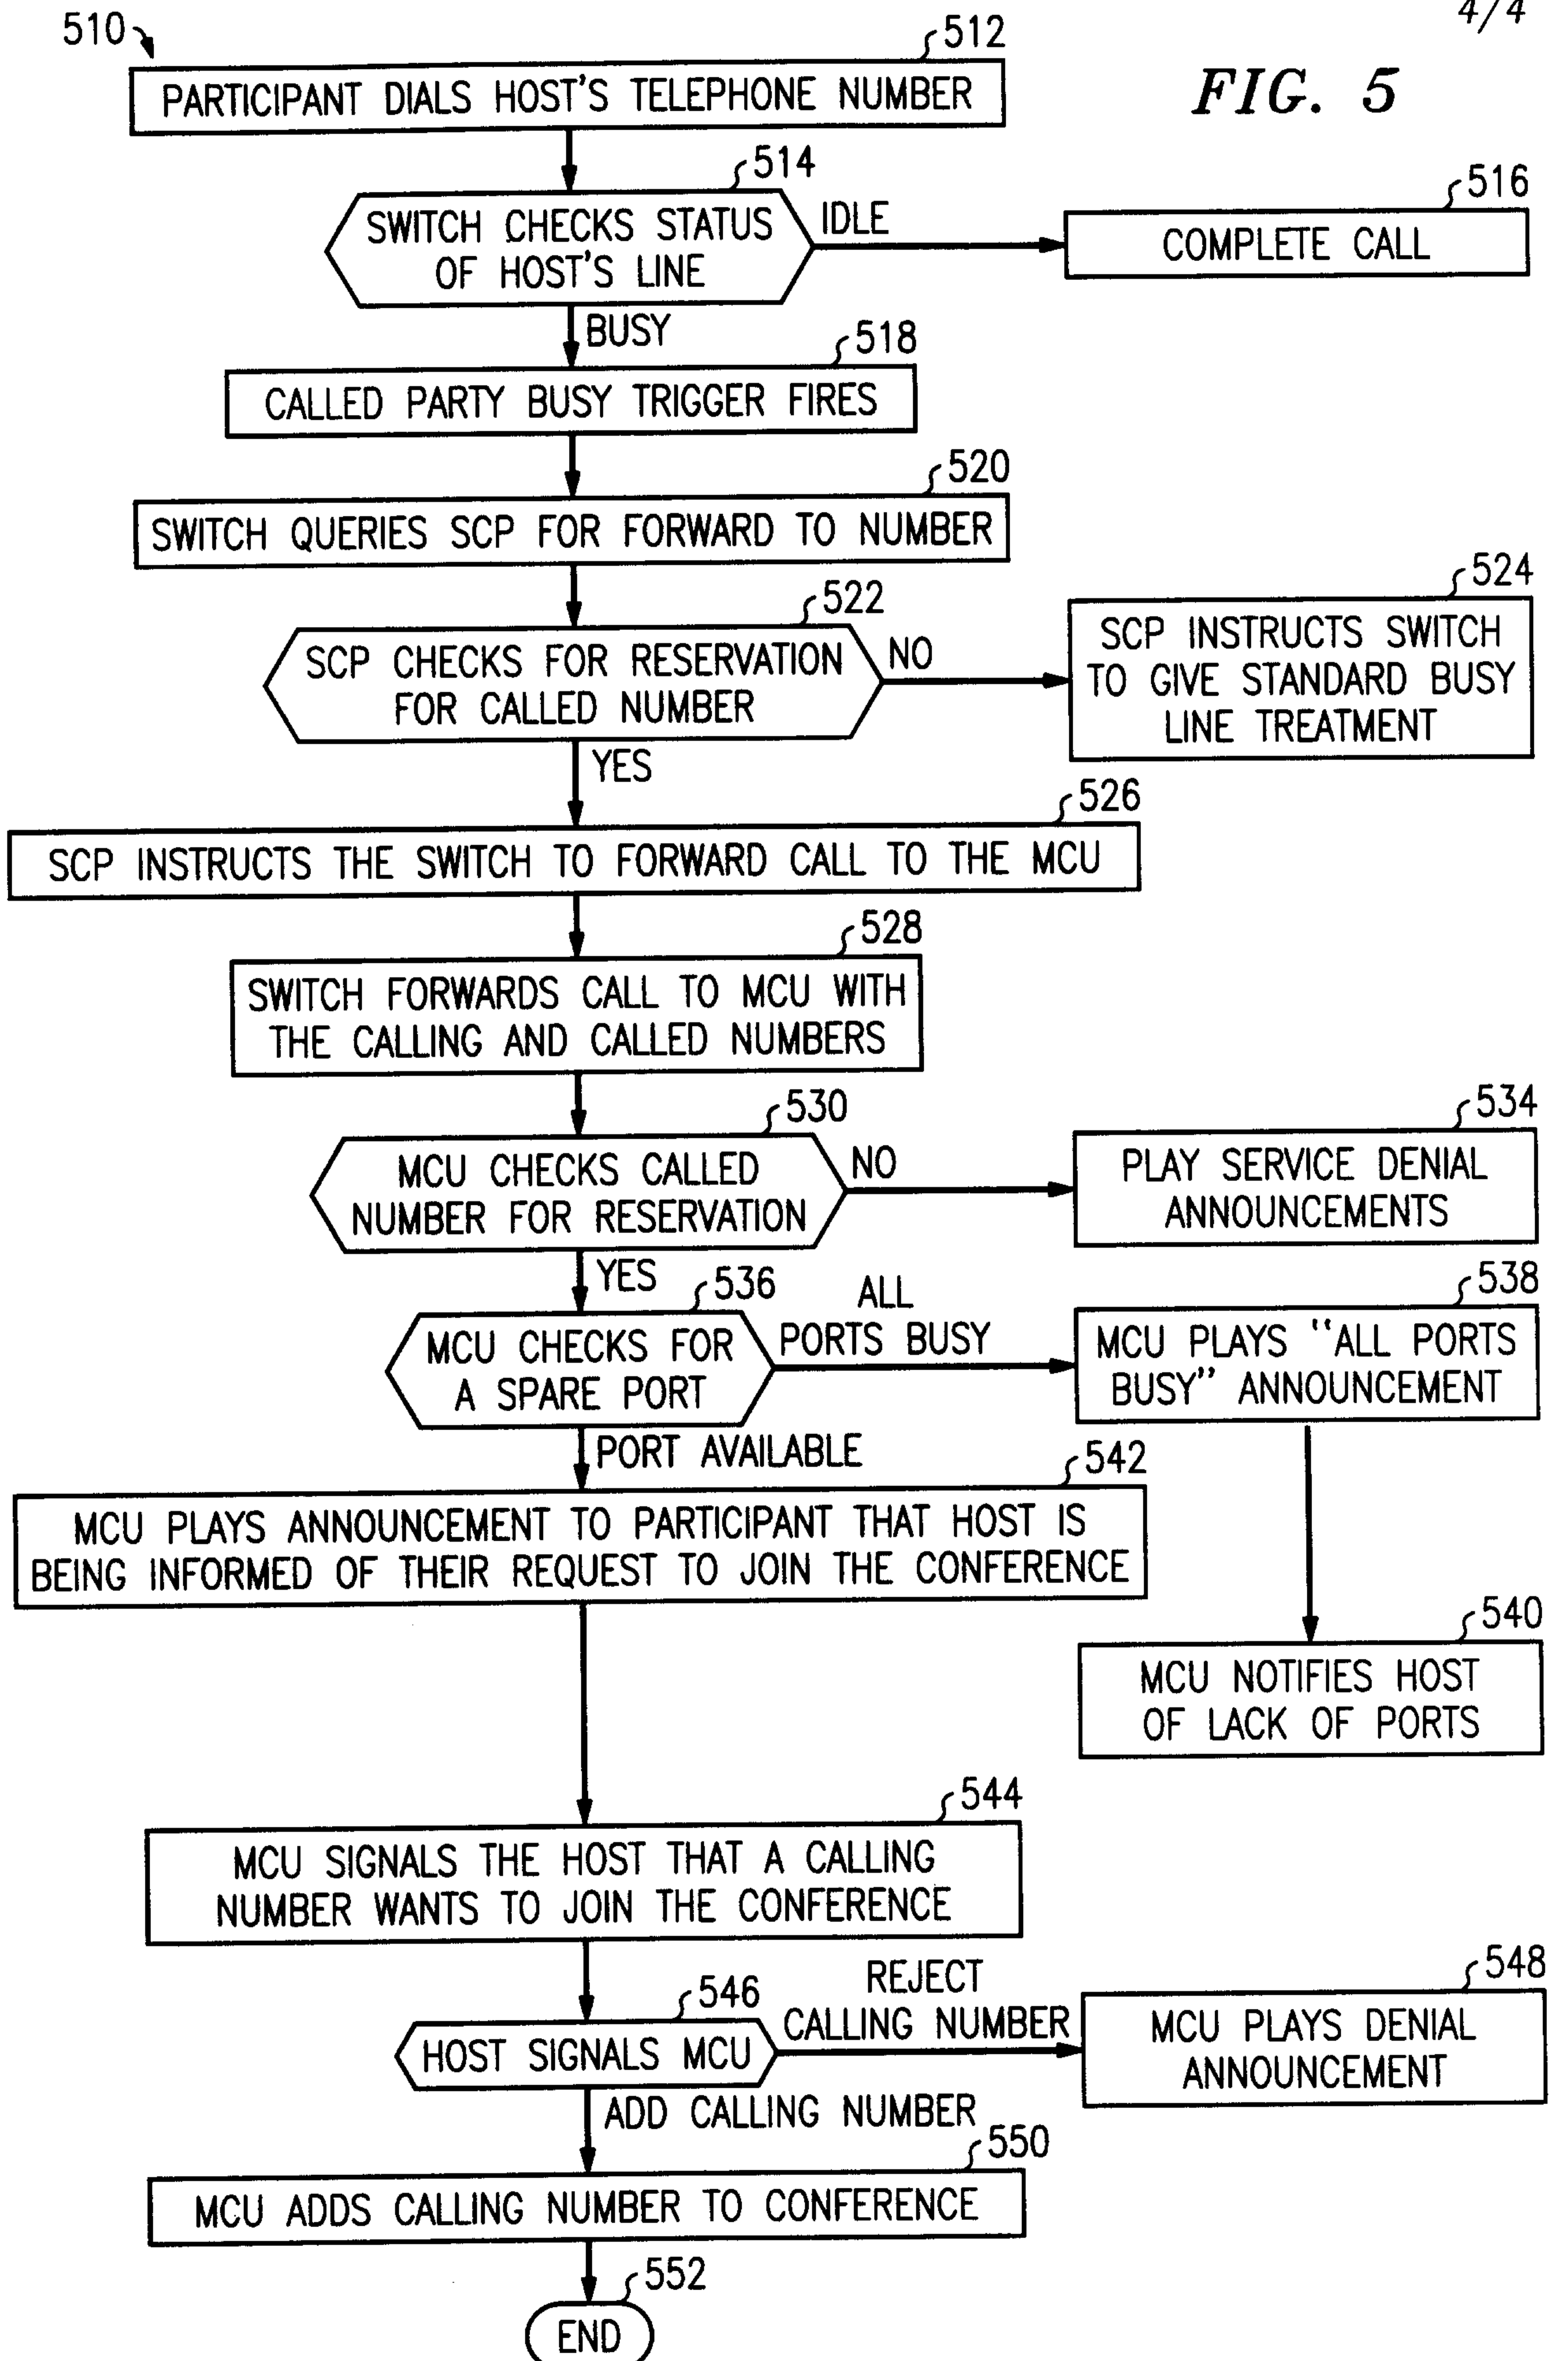 4/4
FIG. 5
510
512
PARTICIPANT DIALS HOST'S TELEPHONE NUMBER
514
SWITCH CHECKS STATUS
OF HOST'S LINE
IDLE
516
COMPLETE CALL
BUSY
518
CALLED PARTY BUSY TRIGGER FIRES
520
SWITCH QUERIES SCP FOR FORWARD TO NUMBER
522
SCP CHECKS FOR RESERVATION
FOR CALLED NUMBER
NO
524
SCP INSTRUCTS SWITCH
TO GIVE STANDARD BUSY
LINE TREATMENT
YES
526
SCP INSTRUCTS THE SWITCH TO FORWARD CALL TO THE MCU
528
SWITCH FORWARDS CALL TO MCU WITH
THE CALLING AND CALLED NUMBERS
530
MCU CHECKS CALLED
NUMBER FOR RESERVATION
NO
534
PLAY SERVICE DENIAL
ANNOUNCEMENTS
YES
536
MCU CHECKS FOR
A SPARE PORT
ALL
PORTS BUSY
538
MCU PLAYS "ALL PORTS
BUSY" ANNOUNCEMENT
PORT AVAILABLE
542
MCU PLAYS ANNOUNCEMENT TO PARTICIPANT THAT HOST IS
BEING INFORMED OF THEIR REQUEST TO JOIN THE CONFERENCE
540
MCU NOTIFIES HOST
OF LACK OF PORTS
544
MCU SIGNALS THE HOST THAT A CALLING
NUMBER WANTS TO JOIN THE CONFERENCE
546
HOST SIGNALS MCU
REJECT
CALLING NUMBER
548
MCU PLAYS DENIAL
ANNOUNCEMENT
ADD CALLING NUMBER
550
MCU ADDS CALLING NUMBER TO CONFERENCE
552
END